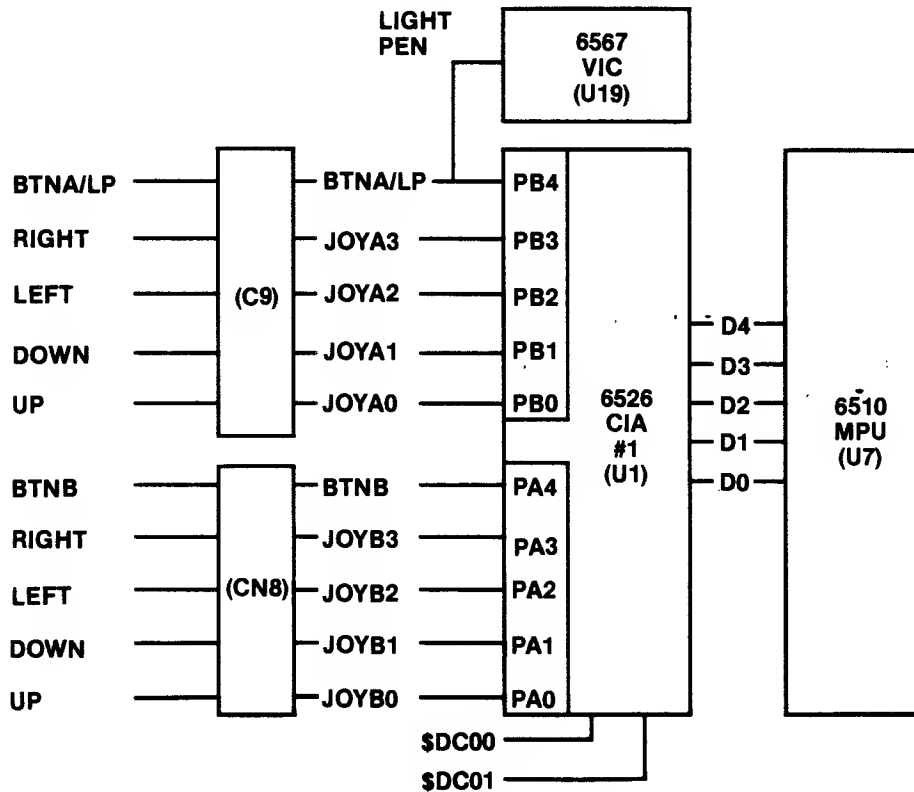 LIGHT
PEN
6567
VIC
(U19)
BTNA/LP
BTNA/LP
PB4
RIGHT
JOYA3
PB3
LEFT
(C9)
JOYA2
PB2
DOWN
JOYA1
PB1
UP
JOYA0
PB0
D4
D3
D2
D1
D0
6526
CIA
#1
(U1)
6510
MPU
(U7)
BTNB
BTNB
PA4
RIGHT
JOYB3
PA3
LEFT
(CN8)
JOYB2
PA2
DOWN
JOYB1
PA1
UP
JOYB0
PA0
$DC00
$DC01